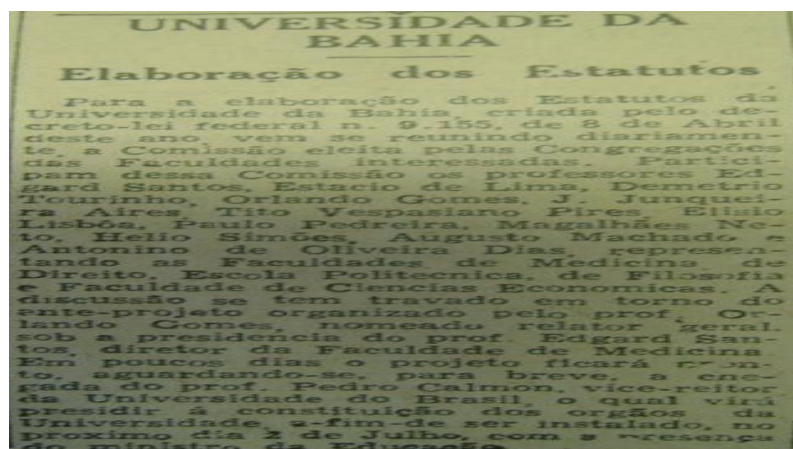 UNIVERSIDADE DA
BAHIA
Elaboração dos Estatutos
Para a elaboração dos Estatutos da
Universidade da Bahia, criada pelo de-
creto-lei federal n. 9.155, de 8 de Abril
deste ano, vem se reunindo diariamen-
te, a Comissão eleita pelas Congregações
das Faculdades interessadas. Partici-
pam dessa Comissão os professores Ed-
gard Santos, Estacio de Lima, Demetrio
Tourinho, Orlando Gomes, J. Junquei-
ra Aires, Tito Vespasiano Pires, Elisio
Lisbôa, Paulo Pedreira, Magalhães Ne-
to, Helio Simões, Augusto Machado e
Antonino de Oliveira Dias, represen-
tando as Faculdades de Medicina, de
Direito, Escola Politecnica, de Filosofia
e Faculdade de Ciencias Economicas. A
discussão se tem travado em torno do
ante-projeto organizado pelo prof. Or-
lando Gomes, nomeado relator geral,
sob a presidencia do prof. Edgard San-
tos, diretor da Faculdade de Medicina
Em poucos dias o projeto ficará pron-
to, aguardando-se, para breve, a che-
gada do prof. Pedro Calmon vice-reitor
da Universidade do Brasil, o qual virá
presidir á constituição dos orgãos da
Universidade, a-fim-de ser instalado, no
proximo dia 2 de Julho, com a presença
do ministro da Educação